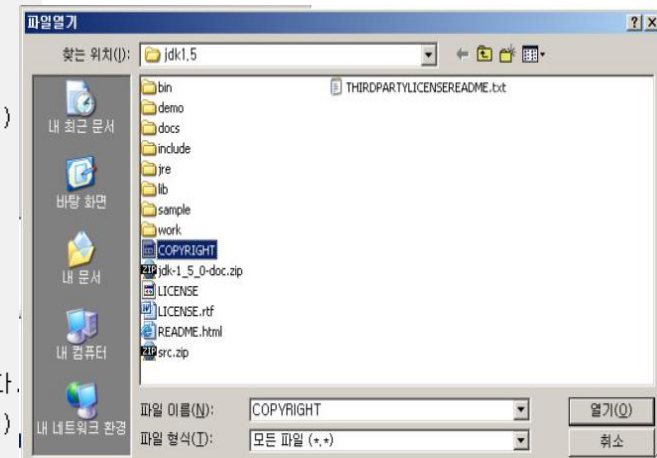 파일열기
찾는 위치(I): jdk1,5
bin
demo
docs
include
jre
lib
sample
work
COPYRIGHT
jdk-1_5_0-doc.zip
LICENSE
LICENSE.rtf
README.html
src.zip
THIRDPARTYLICENSEREADME.txt
내 최근 문서
바탕 화면
내 문서
내 컴퓨터
내 네트워크 환경
파일 이름(N): COPYRIGHT 열기(O)
파일 형식(T): 모든 파일 (*,*) 취소
)
다.
)